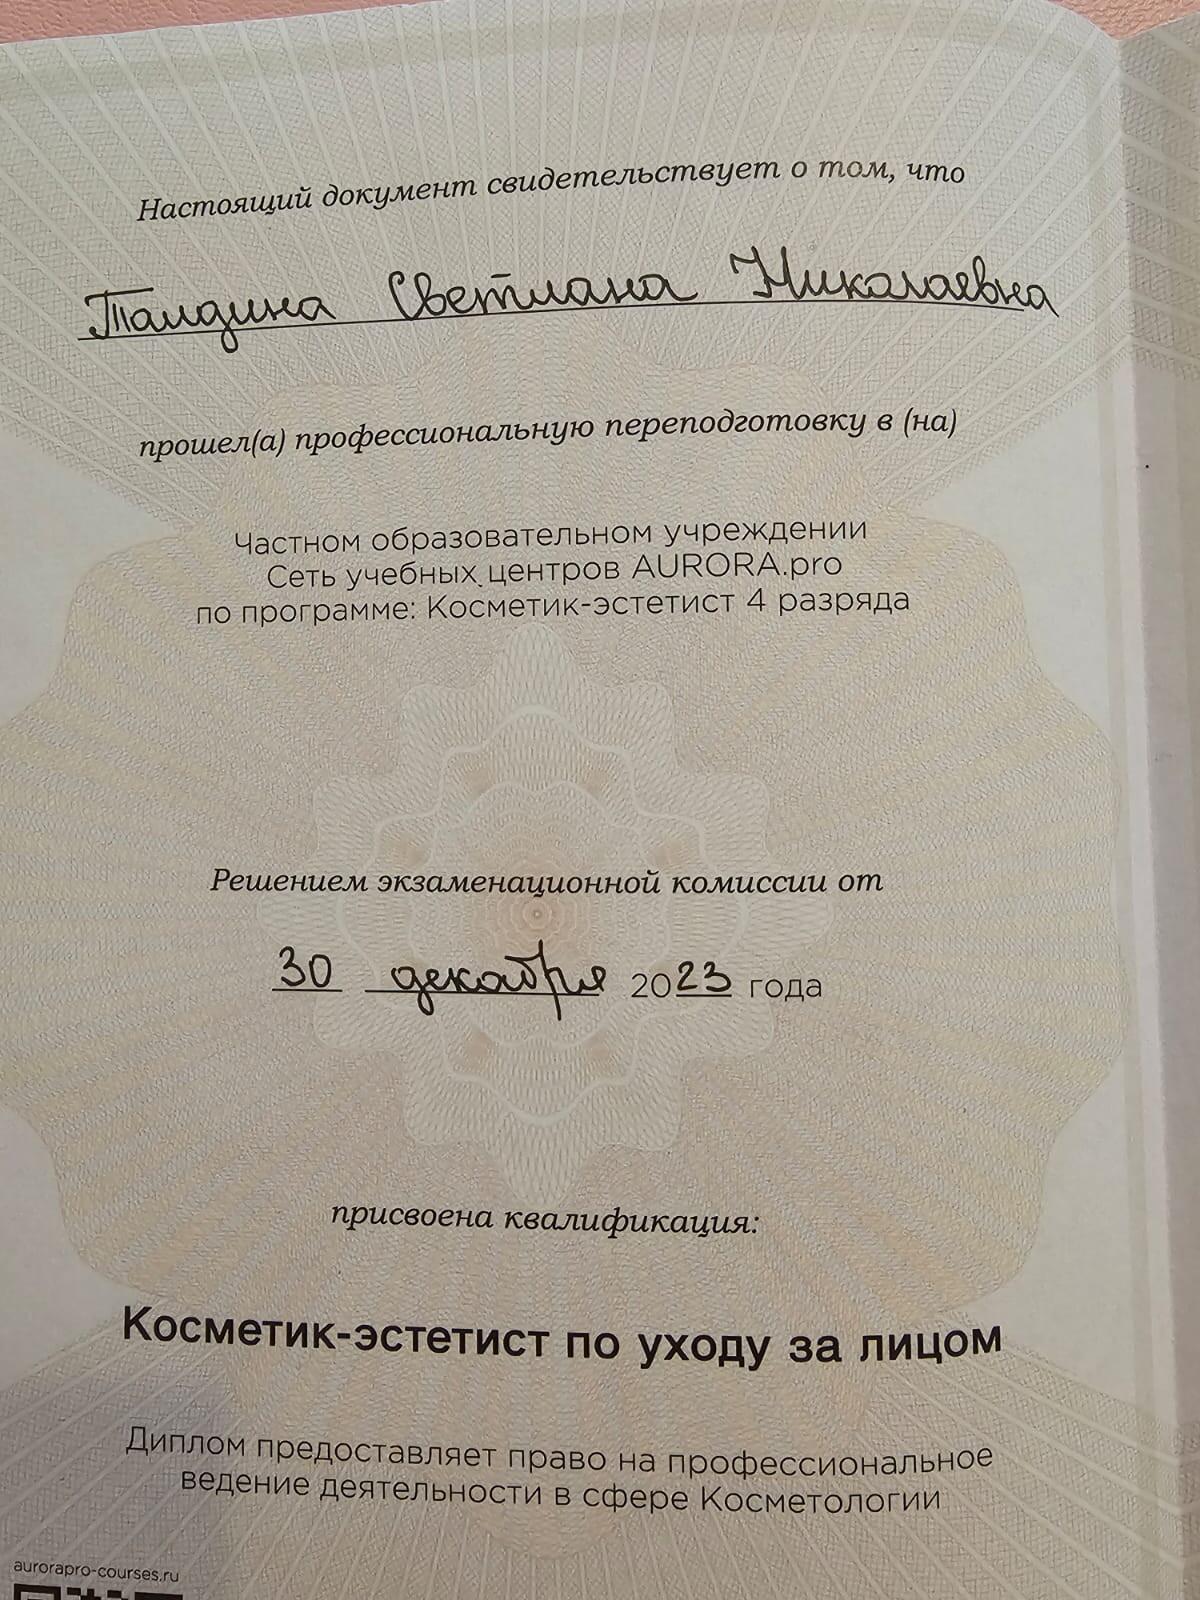 Настоящий документ свидетельствует о том, что
Талдина Светлана Николаевна
прошел(а) профессиональную переподготовку в (на)
Частном образовательном учреждении
Сеть учебных центров AURORA.pro
по программе: Косметик-эстетист 4 разряда
Решением экзаменационной комиссии от
30 декабря 2023 года
присвоена квалификация:
Косметик-эстетист по уходу за лицом
Диплом предоставляет право на профессиональное
ведение деятельности в сфере Косметологии
aurorapro-courses.ru